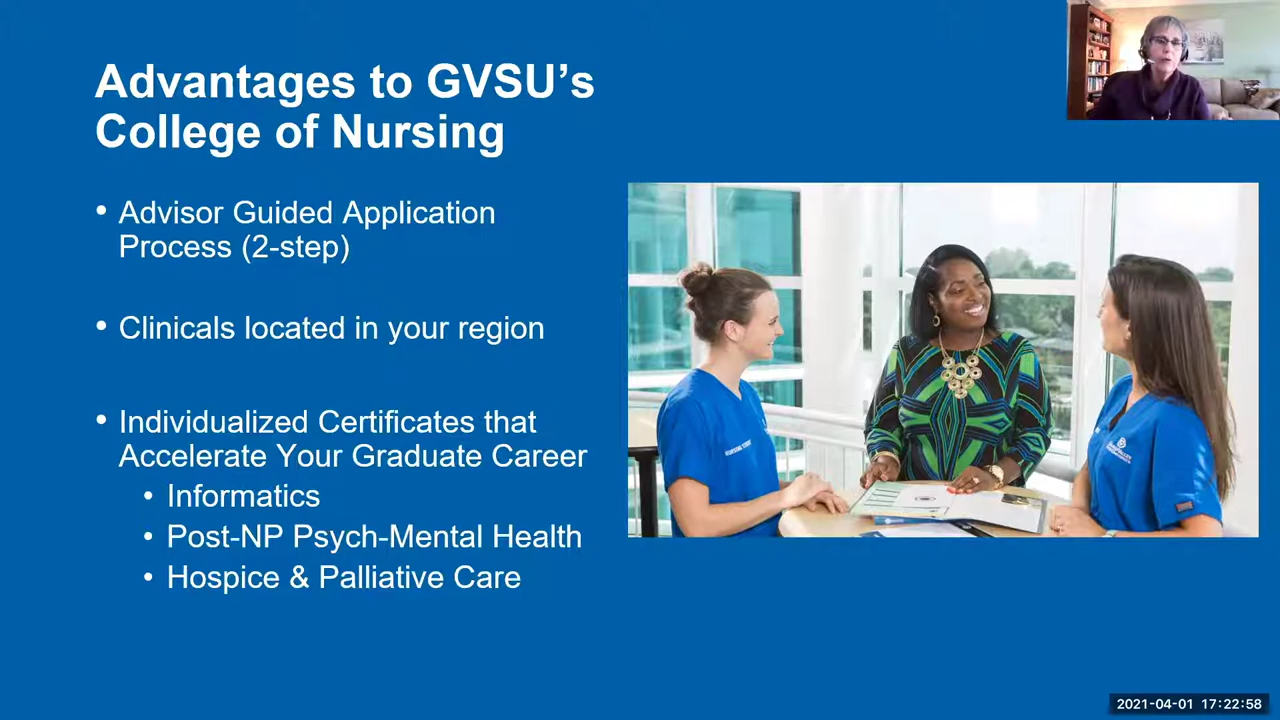 Advantages to GVSU's
College of Nursing
• Advisor Guided Application
Process (2-step)
• Clinicals located in your region
• Individualized Certificates that
Accelerate Your Graduate Career
• Informatics
• Post-NP Psych-Mental Health
• Hospice & Palliative Care
2021-04-01 17:22:58